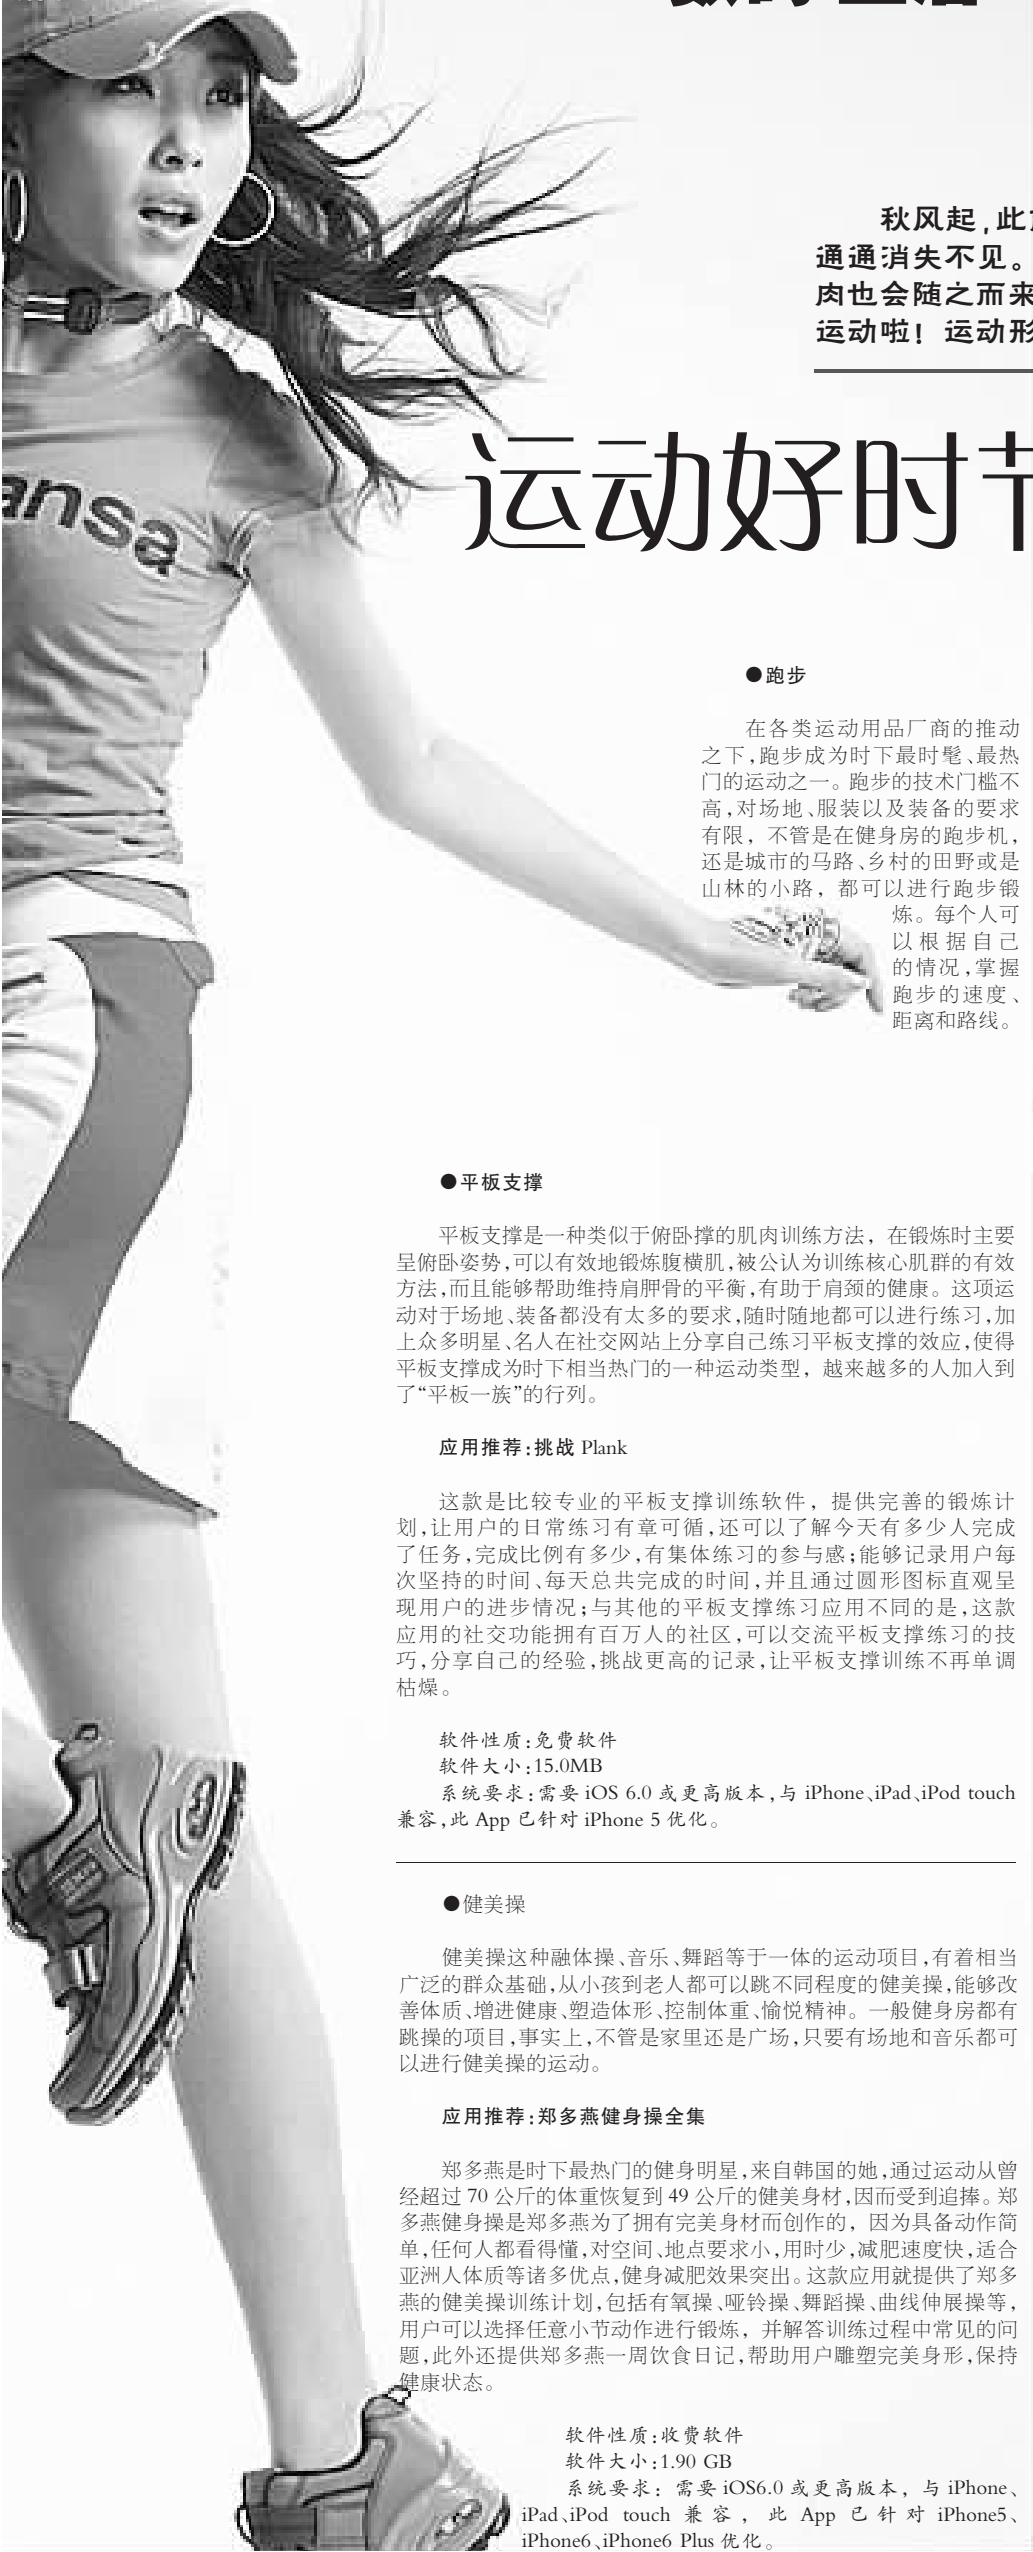 秋风起,此
通通消失不见。
肉也会随之而来
运动啦!运动形
运动好时节
ansa
●跑步
在各类运动用品厂商的推动
之下,跑步成为时下最时髦、最热
门的运动之一。跑步的技术门槛不
高,对场地、服装以及装备的要求
有限,不管是在健身房的跑步机,
还是城市的马路、乡村的田野或是
山林的小路,都可以进行跑步锻
炼。每个人可
以根据自己
的情况,掌握
跑步的速度、
距离和路线。
●平板支撑
平板支撑是一种类似于俯卧撑的肌肉训练方法,在锻炼时主要
呈俯卧姿势,可以有效地锻炼腹横肌,被公认为训练核心肌群的有效
方法,而且能够帮助维持肩胛骨的平衡,有助于肩颈的健康。这项运
动对于场地、装备都没有太多的要求,随时随地都可以进行练习,加
上众多明星、名人在社交网站上分享自己练习平板支撑的效应,使得
平板支撑成为时下相当热门的一种运动类型,越来越多的人加入到
了“平板一族”的行列。
应用推荐:挑战 Plank
这款是比较专业的平板支撑训练软件,提供完善的锻炼计
划,让用户的日常练习有章可循,还可以了解今天有多少人完成
了任务,完成比例有多少,有集体练习的参与感;能够记录用户每
次坚持的时间、每天总共完成的时间,并且通过圆形图标直观呈
现用户的进步情况;与其他的平板支撑练习应用不同的是,这款
应用的社交功能拥有百万人的社区,可以交流平板支撑练习的技
巧,分享自己的经验,挑战更高的记录,让平板支撑训练不再单调
枯燥。
软件性质:免费软件
软件大小:15.0MB
系统要求:需要 iOS 6.0 或更高版本,与 iPhone、iPad、iPod touch
兼容,此 App 已针对 iPhone 5 优化。
●健美操
健美操这种融体操、音乐、舞蹈等于一体的运动项目,有着相当
广泛的群众基础,从小孩到老人都可以跳不同程度的健美操,能够改
善体质、增进健康、塑造体形、控制体重、愉悦精神。一般健身房都有
跳操的项目,事实上,不管是家里还是广场,只要有场地和音乐都可
以进行健美操的运动。
应用推荐:郑多燕健身操全集
郑多燕是时下最热门的健身明星,来自韩国的她,通过运动从曾
经超过 70 公斤的体重恢复到 49 公斤的健美身材,因而受到追捧。郑
多燕健身操是郑多燕为了拥有完美身材而创作的,因为具备动作简
单,任何人都看得懂,对空间、地点要求小,用时少,减肥速度快,适合
亚洲人体质等诸多优点,健身减肥效果突出。这款应用就提供了郑多
燕的健美操训练计划,包括有氧操、哑铃操、舞蹈操、曲线伸展操等,
用户可以选择任意小节动作进行锻炼,并解答训练过程中常见的问
题,此外还提供郑多燕一周饮食日记,帮助用户雕塑完美身形,保持
健康状态。
软件性质:收费软件
软件大小:1.90 GB
系统要求:需要 iOS6.0 或更高版本,与 iPhone、
iPad、iPod touch 兼容,此 App 已针对 iPhone5、
iPhone6、iPhone6 Plus 优化。